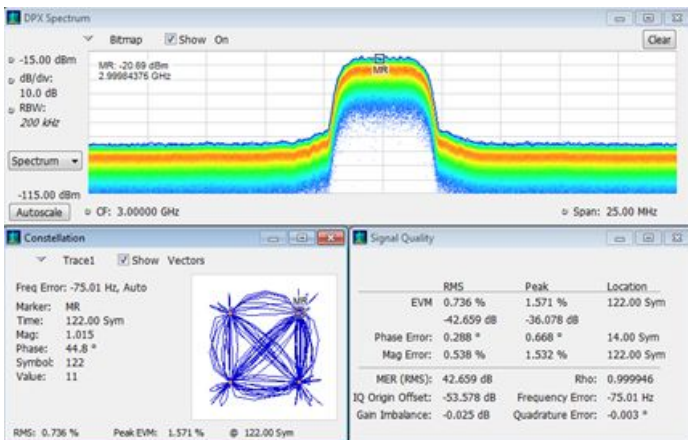 DPX Spectrum
Bitmap Show On Clear
-15.00 dBm
MR: -20.69 dBm
2.99984376 GHz
MR
dB/div:
10.0 dB
RBW:
200 kHz
Spectrum
-115.00 dBm
Autoscale CF: 3.00000 GHz Span: 25.00 MHz
Constellation
Trace1 Show Vectors
Freq Error: -75.01 Hz, Auto
Marker: MR
Time: 122.00 Sym
Mag: 1.015
Phase: 44.8 °
Symbol: 122
Value: 11
MR
RMS: 0.736 % Peak EVM: 1.571 % @ 122.00 Sym
Signal Quality
RMS Peak Location
EVM 0.736 % 1.571 % 122.00 Sym
-42.659 dB -36.078 dB
Phase Error: 0.288 ° 0.668 ° 14.00 Sym
Mag Error: 0.538 % 1.532 % 122.00 Sym
MER (RMS): 42.659 dB Rho: 0.999946
IQ Origin Offset: -53.578 dB Frequency Error: -75.01 Hz
Gain Imbalance: -0.025 dB Quadrature Error: -0.003 °